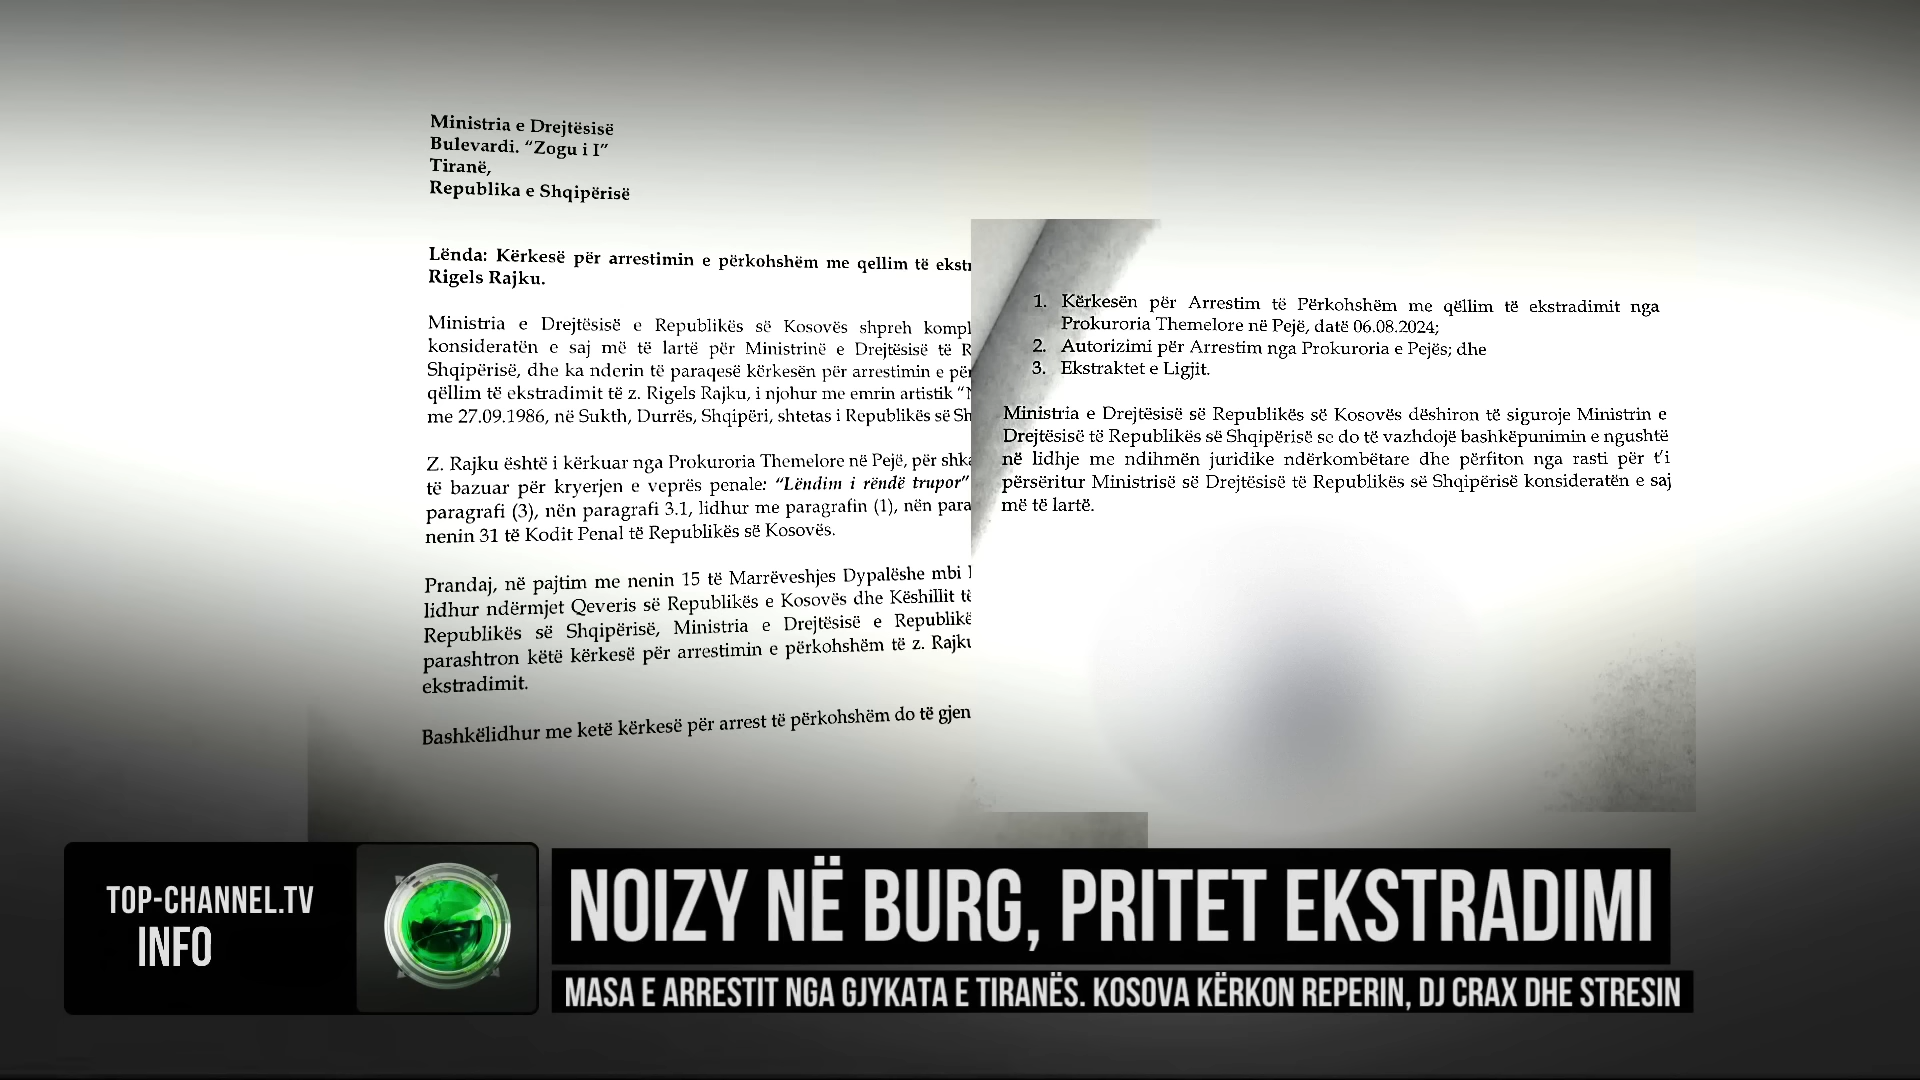 Ministria e Drejtësisë
Bulevardi. “Zogu i I”
Tiranë,
Republika e Shqipërisë
Lënda: Kërkesë për arrestimin e përkohshëm me qellim të
Rigels Rajku.
Ministria e Drejtësisë e Republikës së Kosovës shpreh
konsideratën e saj më të lartë për Ministrinë e Drejtësisë të
Shqipërisë, dhe ka nderin të paraqesë kërkesën për arrestimin e
qëllim të ekstradimit të z. Rigels Rajku, i njohur me emrin artistik
me 27.09.1986, në Sukth, Durrës, Shqipëri, shtetas i Republikës së
Z. Rajku është i kërkuar nga Prokuroria Themelore në Pejë, për
të bazuar për kryerjen e veprës penale: “Lëndim i rëndë trupor”
paragrafi (3), nën paragrafi 3.1, lidhur me paragrafin (1), nën
nenin 31 të Kodit Penal të Republikës së Kosovës.
Prandaj, në pajtim me nenin 15 të Marrëveshjes Dypalëshe mbi
lidhur ndërmjet Qeveris së Republikës e Kosovës dhe Këshillit të
Republikës së Shqipërisë, Ministria e Drejtësisë e
parashtron këtë kërkesë për arrestimin e përkohshëm të z.
ekstradimit.
Bashkëlidhur me ketë kërkesë për arrest të përkohshëm do të
1. Kërkesën për Arrestim të Përkohshëm me qëllim të ekstradimit nga
Prokuroria Themelore në Pejë, datë 06.08.2024;
2. Autorizimi për Arrestim nga Prokuroria e Pejës; dhe
3. Ekstraktet e Ligjit.
Ministria e Drejtësisë së Republikës së Kosovës dëshiron të siguroje Ministrin e
Drejtësisë të Republikës së Shqipërisë se do të vazhdojë bashkëpunimin e ngushtë
në lidhje me ndihmën juridike ndërkombëtare dhe përfiton nga rasti për t’i
përsëritur Ministrisë së Drejtësisë të Republikës së Shqipërisë konsideratën e saj
më të lartë.
TOP-CHANNEL.TV
INFO
NOIZY NË BURG, PRITET EKSTRADIMI
MASA E ARRESTIT NGA GJYKATA E TIRANËS. KOSOVA KËRKON REPERIN, DJ CRAX DHE STRESIN